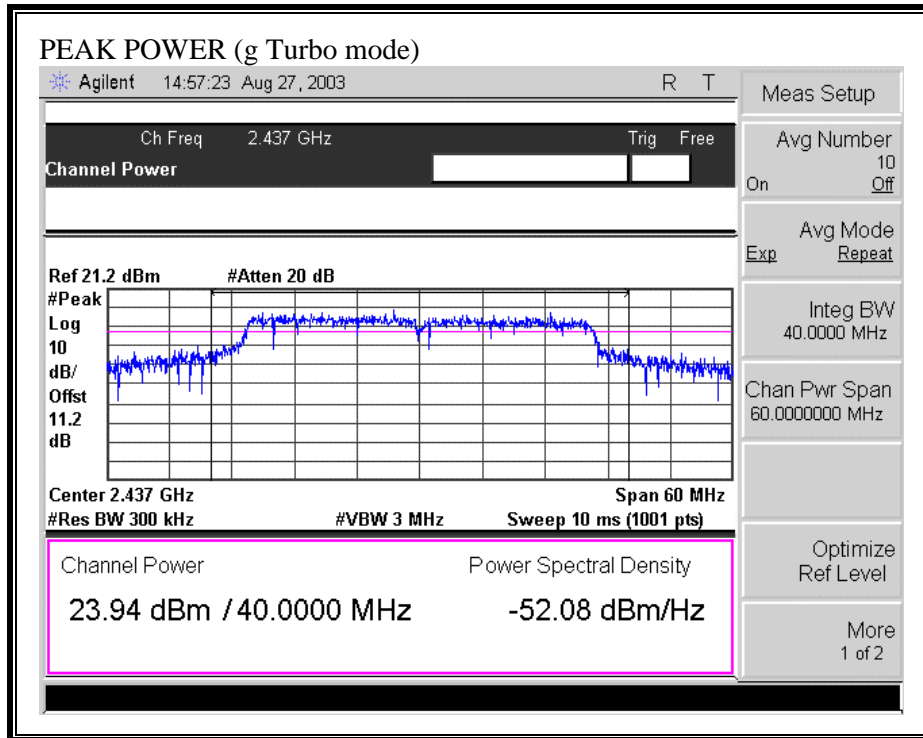 PEAK POWER (g Turbo mode)
Agilent 14:57:23 Aug 27, 2003 R T
Meas Setup
Ch Freq 2.437 GHz Trig Free
Channel Power
Avg Number
10
On Off
Avg Mode
Exp Repeat
Integ BW
40.0000 MHz
Chan Pwr Span
60.0000000 MHz
Optimize
Ref Level
More
1 of 2
Ref 21.2 dBm #Atten 20 dB
#Peak
Log
10
dB/
Offst
11.2
dB
Center 2.437 GHz Span 60 MHz
#Res BW 300 kHz #VBW 3 MHz Sweep 10 ms (1001 pts)
Channel Power Power Spectral Density
23.94 dBm / 40.0000 MHz -52.08 dBm/Hz